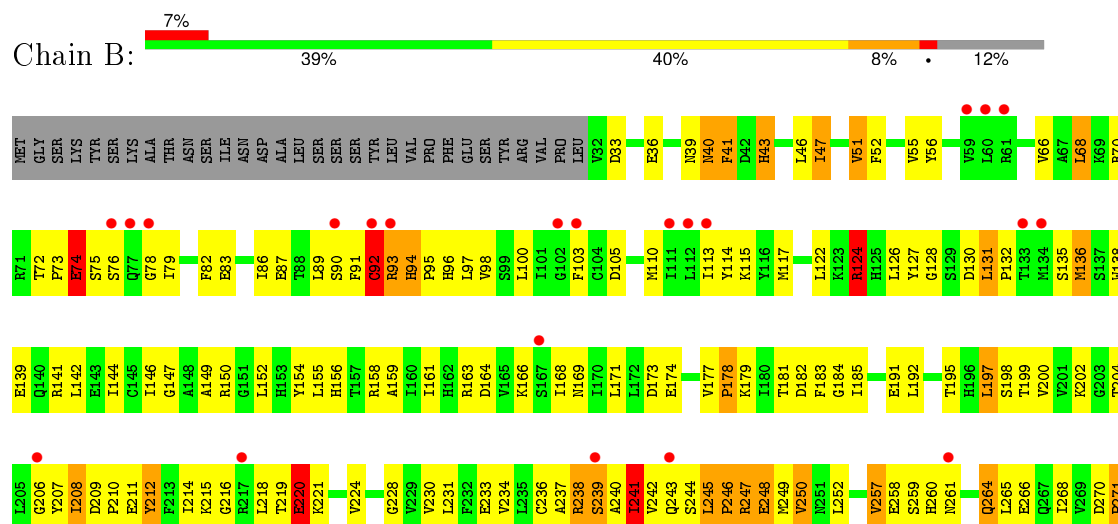 7%
Chain B:
39% 40% 8% • 12%
MET GLY SER LYS TYR SER LYS ALA THR ASN SER ILE ASN ASP ALA LEU SER SER SER TYR LEU VAL PRO PHE GLU SER TYR ARG VAL PRO LEU V32 D33 E36 N39 N40 F41 D42 H43 L46 I47 V51 F52 V55 Y56 V59 L60 R61 V66 A67 L68 K69
R71 T72 P73 E74 S75 S76 Q77 G78 I79 F82 E83 I86 E87 T88 L89 S90 F91 C92 R93 H94 P95 H96 L97 V98 S99 L100 I101 G102 F103 C104 D105 M110 I111 L112 I113 Y114 K115 Y116 M117 L122 K123 R124 H125 L126 Y127 G128 S129 D130 L131 P132 T133 M134 S135 M136 S137
E139 Q140 R141 L142 E143 I144 C145 I146 G147 A148 A149 R150 G151 L152 H153 Y154 L155 H156 T157 R158 A159 I160 I161 H162 R163 D164 V165 K166 S167 I168 N169 I170 L171 L172 D173 E174 V177 P178 K179 I180 T181 D182 F183 G184 I185 E191 L192 T195 H196 L197 S198 T199 V200 V201 K202 G203
L205 G206 Y207 I208 D209 P210 E211 Y212 F213 I214 K215 G216 R217 L218 T219 E220 K221 V224 G228 V229 V230 L231 F232 E233 V234 L235 C236 A237 R238 S239 A240 I241 V242 Q243 S244 L245 P246 R247 E248 M249 V250 N251 L252 V257 E258 S259 H260 N261 Q264 L265 E266 Q267 I268 V269 D270